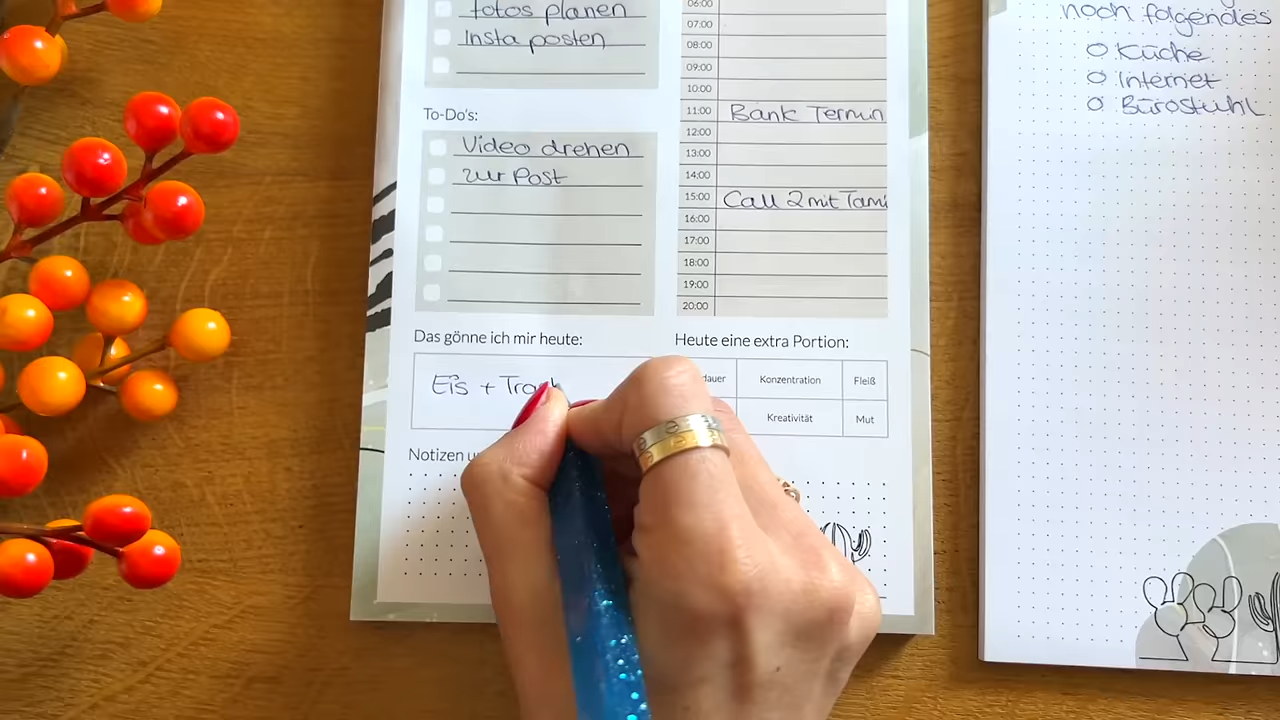 fotos planen
Insta posten
To-Do's:
Video drehen
zur Post
06:00
07:00
08:00
09:00
10:00
11:00 Bank Termin
12:00
13:00
14:00
15:00 Call 2 mit
16:00
17:00
18:00
19:00
20:00
Das gönne ich mir heute:
Eis +
Heute eine extra Portion:
Konzentration Fleiß
Kreativität Mut
Notizen
noch folgendes
O Küche
O Internet
O Bürostuhl